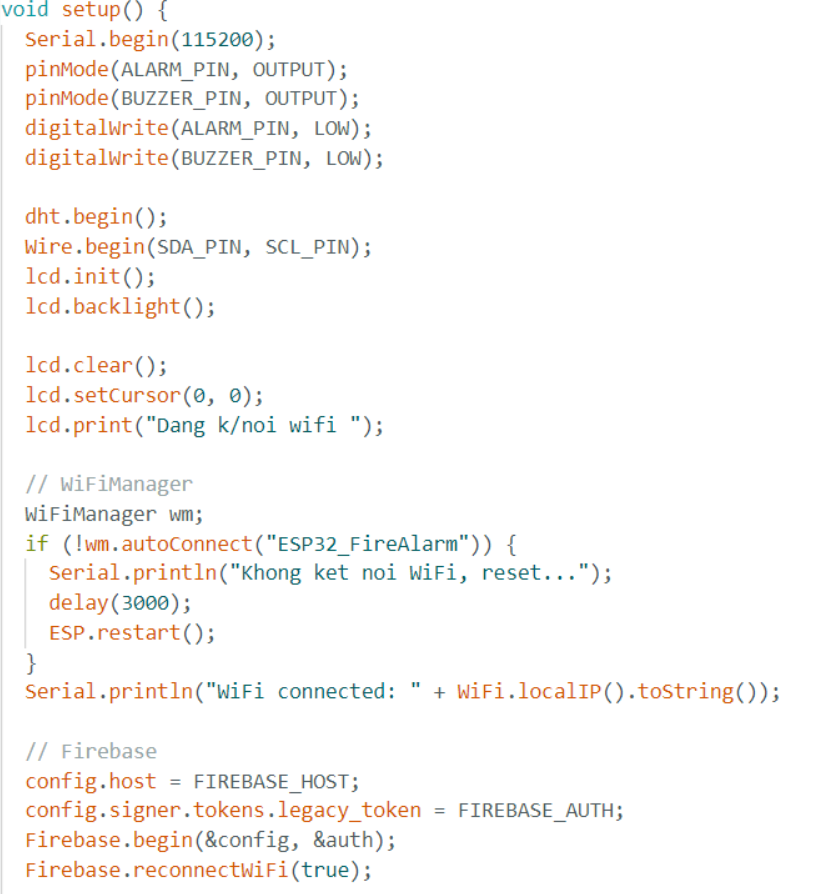 void setup() {
  Serial.begin(115200);
  pinMode(ALARM_PIN, OUTPUT);
  pinMode(BUZZER_PIN, OUTPUT);
  digitalWrite(ALARM_PIN, LOW);
  digitalWrite(BUZZER_PIN, LOW);

  dht.begin();
  Wire.begin(SDA_PIN, SCL_PIN);
  lcd.init();
  lcd.backlight();

  lcd.clear();
  lcd.setCursor(0, 0);
  lcd.print("Dang k/noi wifi ");

  // WiFiManager
  WiFiManager wm;
  if (!wm.autoConnect("ESP32_FireAlarm")) {
    Serial.println("Khong ket noi WiFi, reset...");
    delay(3000);
    ESP.restart();
  }
  Serial.println("WiFi connected: " + WiFi.localIP().toString());

  // Firebase
  config.host = FIREBASE_HOST;
  config.signer.tokens.legacy_token = FIREBASE_AUTH;
  Firebase.begin(&config, &auth);
  Firebase.reconnectWiFi(true);